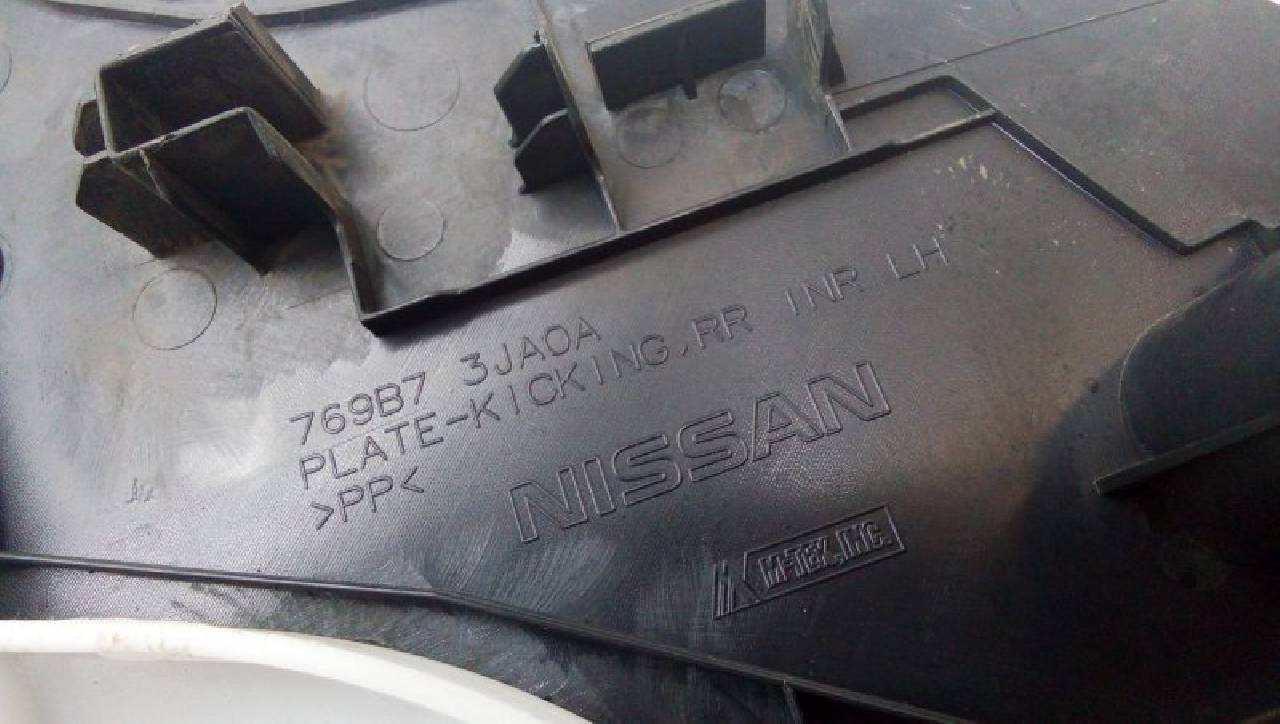 769B7 3JA0A
PLATE-KICKING,RR INR LH
>PP<
NISSAN
M-TEK,INC.